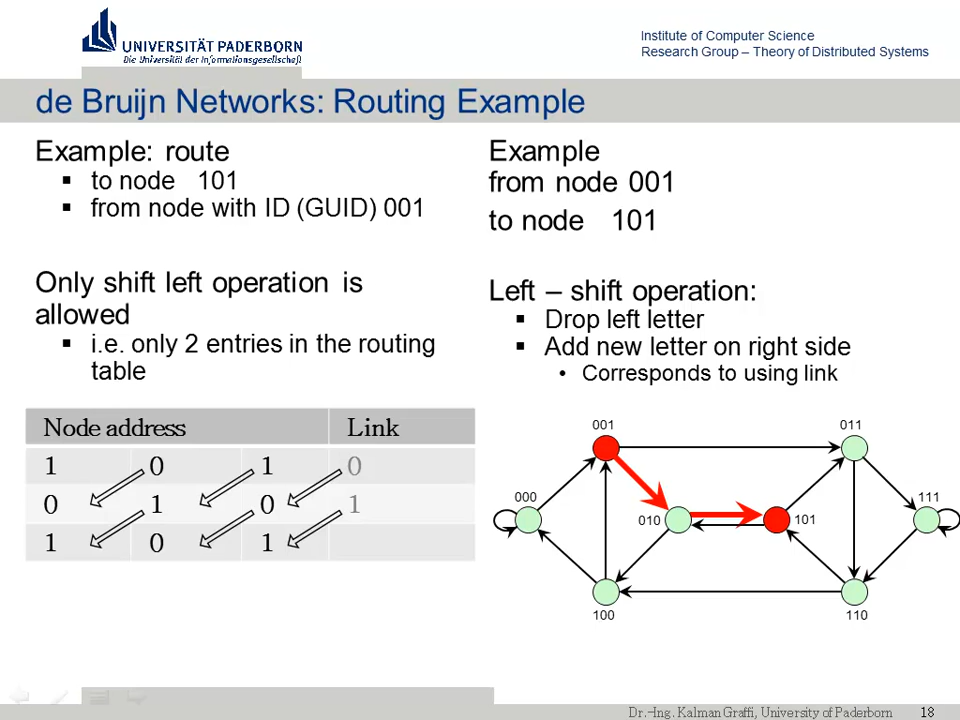 UNIVERSITÄT PADERBORN
Die Universität der Informationsgesellschaft
Institute of Computer Science
Research Group – Theory of Distributed Systems
de Bruijn Networks: Routing Example
Example: route
▪ to node 101
▪ from node with ID (GUID) 001
Only shift left operation is
allowed
▪ i.e. only 2 entries in the routing
table
Node address Link
1 0 1 0
0 1 0 1
1 0 1
Example
from node 001
to node 101
Left – shift operation:
▪ Drop left letter
▪ Add new letter on right side
• Corresponds to using link
001 011
000 111
010 101
100 110
Dr.-Ing. Kalman Graffi, University of Paderborn 18